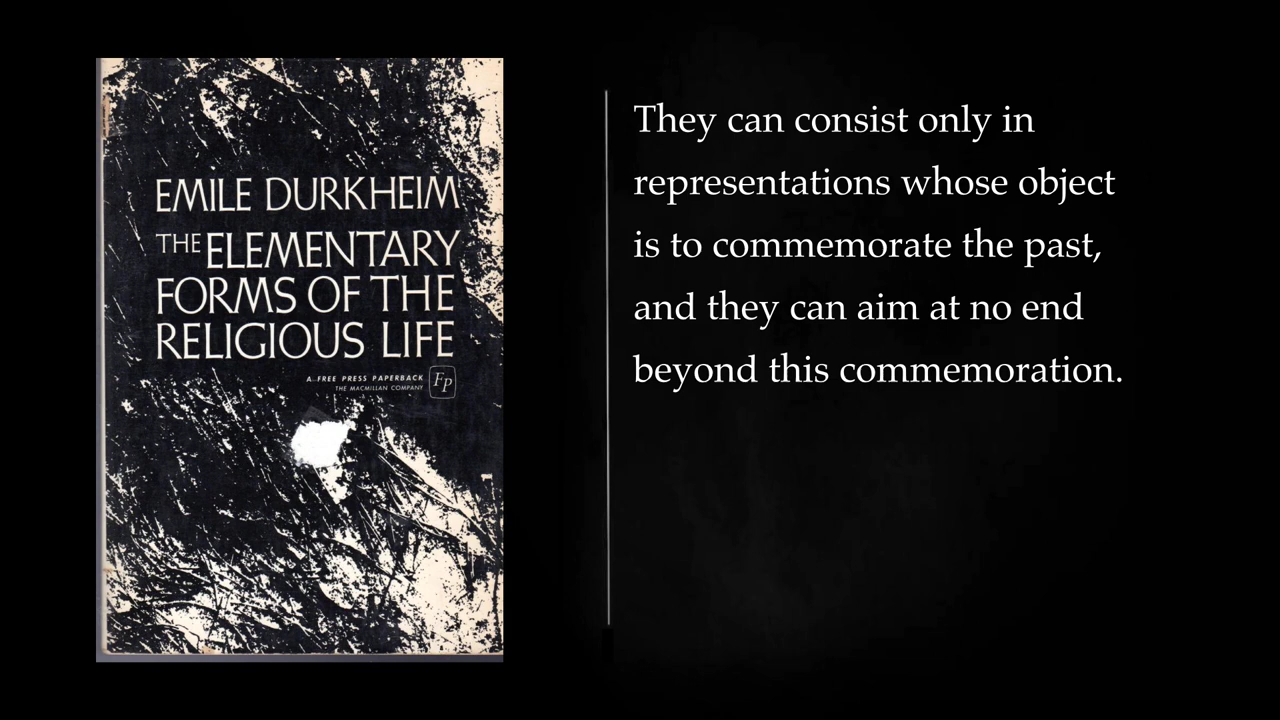 EMILE DURKHEIM
THE ELEMENTARY
FORMS OF THE
RELIGIOUS LIFE
A FREE PRESS PAPERBACK
THE MACMILLAN COMPANY
Fp
They can consist only in
representations whose object
is to commemorate the past,
and they can aim at no end
beyond this commemoration.